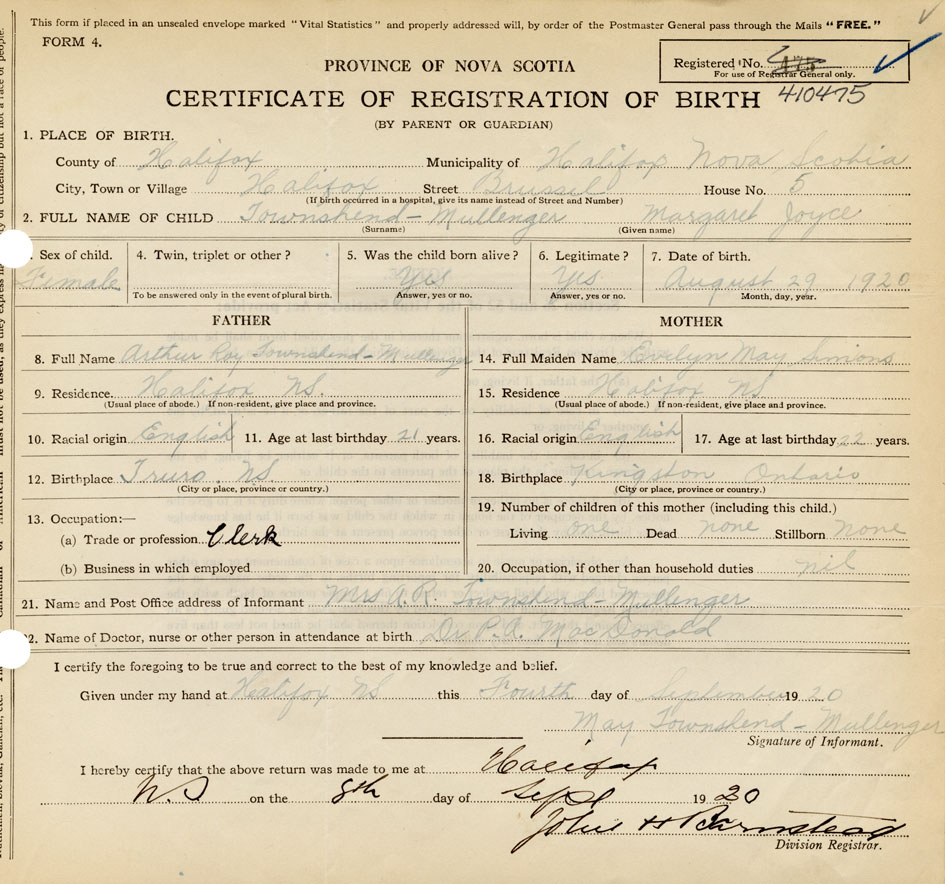 This form if placed in an unsealed envelope marked "Vital Statistics" and properly addressed will, by order of the Postmaster General pass through the Mails "FREE."
FORM 4.
Registered No. 475
For use of Registrar General only.
410475
PROVINCE OF NOVA SCOTIA
CERTIFICATE OF REGISTRATION OF BIRTH
(BY PARENT OR GUARDIAN)
1. PLACE OF BIRTH.
County of Halifax Municipality of Halifax Nova Scotia
City, Town or Village Halifax Street Brussel House No. 5
(If birth occurred in a hospital, give its name instead of Street and Number)
2. FULL NAME OF CHILD Townshend-Mullenger Margaret Joyce
(Surname) (Given name)
. Sex of child. 4. Twin, triplet or other? 5. Was the child born alive? 6. Legitimate? 7. Date of birth.
Female yes Yes August 29 1920
To be answered only in the event of plural birth. Answer, yes or no. Answer, yes or no. Month, day, year.
FATHER
8. Full Name Arthur Roy Townshend-Mullenger
9. Residence Halifax NS.
(Usual place of abode.) If non-resident, give place and province.
10. Racial origin English 11. Age at last birthday 21 years.
12. Birthplace Truro. NS.
(City or place, province or country.)
13. Occupation:—
(a) Trade or profession Clerk
(b) Business in which employed
MOTHER
14. Full Maiden Name Evelyn May Simons
15. Residence Halifax NS
(Usual place of abode.) If non-resident, give place and province.
16. Racial origin English 17. Age at last birthday 22 years.
18. Birthplace Kingston Ontario
(City or place, province or country.)
19. Number of children of this mother (including this child.)
Living one Dead none Stillborn none
20. Occupation, if other than household duties nil
21. Name and Post Office address of Informant Mrs A.R. Townshend-Mullenger
2. Name of Doctor, nurse or other person in attendance at birth Dr P.A. MacDonald
I certify the foregoing to be true and correct to the best of my knowledge and belief.
Given under my hand at Halifax NS this Fourth day of September 1920
May Townshend-Mullenger
Signature of Informant.
I hereby certify that the above return was made to me at Halifax
N.S on the 8th day of Sept 1920
John H Barnstead
Division Registrar.